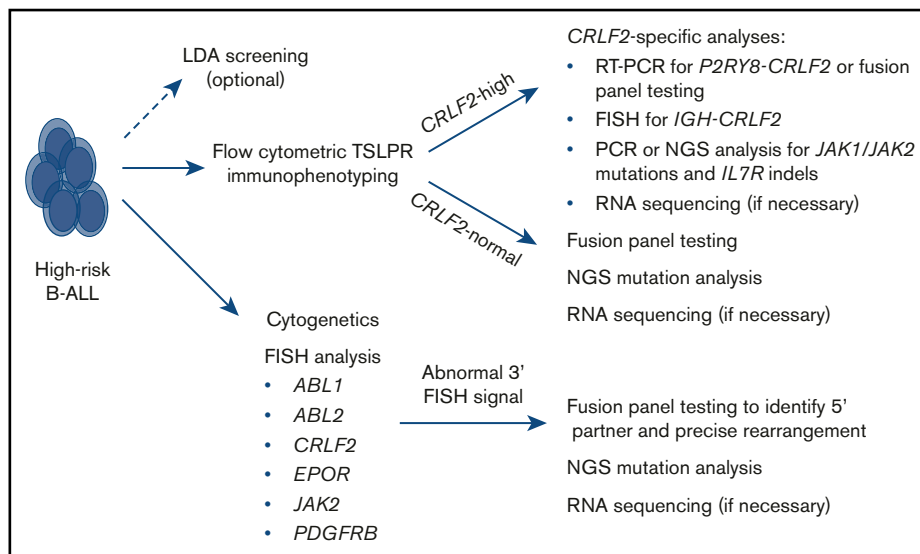 LDA screening
(optional)
Flow cytometric TSLPR
immunophenotyping
High-risk
B-ALL
CRLF2-high
CRLF2-normal
CRLF2-specific analyses:
• RT-PCR for P2RY8-CRLF2 or fusion
panel testing
• FISH for IGH-CRLF2
• PCR or NGS analysis for JAK1/JAK2
mutations and IL7R indels
• RNA sequencing (if necessary)
Fusion panel testing
NGS mutation analysis
RNA sequencing (if necessary)
Cytogenetics
FISH analysis
• ABL1
• ABL2
• CRLF2
• EPOR
• JAK2
• PDGFRB
Abnormal 3’
FISH signal
Fusion panel testing to identify 5’
partner and precise rearrangement
NGS mutation analysis
RNA sequencing (if necessary)